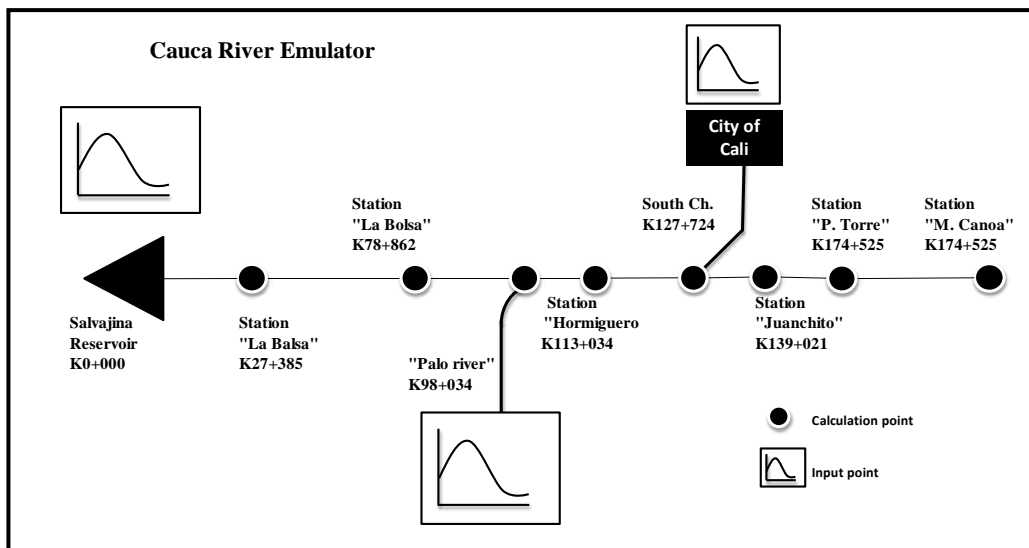 Cauca River Emulator
City of
Cali
Station
"La Bolsa"
K78+862
South Ch.
K127+724
Station
"P. Torre"
K174+525
Station
"M. Canoa"
K174+525
Salvajina
Reservoir
K0+000
Station
"La Balsa"
K27+385
"Palo river"
K98+034
Station
"Hormiguero
K113+034
Station
"Juanchito"
K139+021
Calculation point
Input point